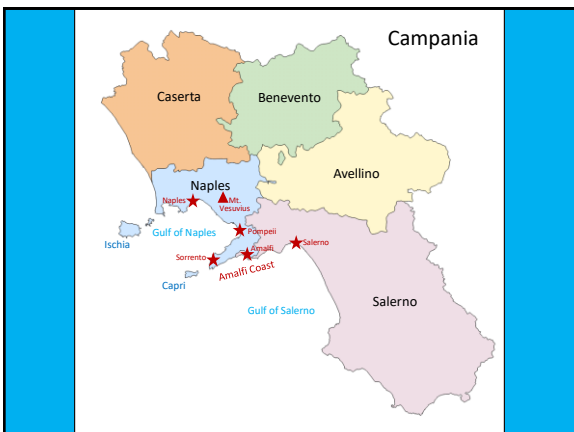 Campania
Caserta
Benevento
Avellino
Naples
Naples
Mt.
Vesuvius
Ischia
Gulf of Naples
Pompeii
Salerno
Amalfi
Sorrento
Amalfi Coast
Capri
Gulf of Salerno
Salerno